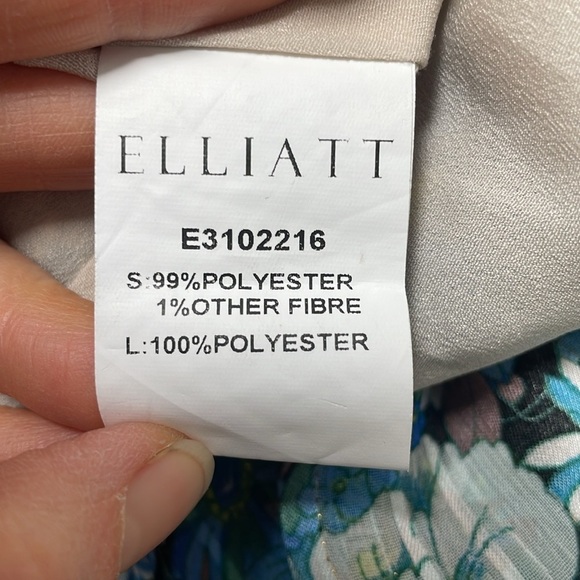 ELLIATT
E3102216
S:99%POLYESTER
1%OTHER FIBRE
L:100%POLYESTER